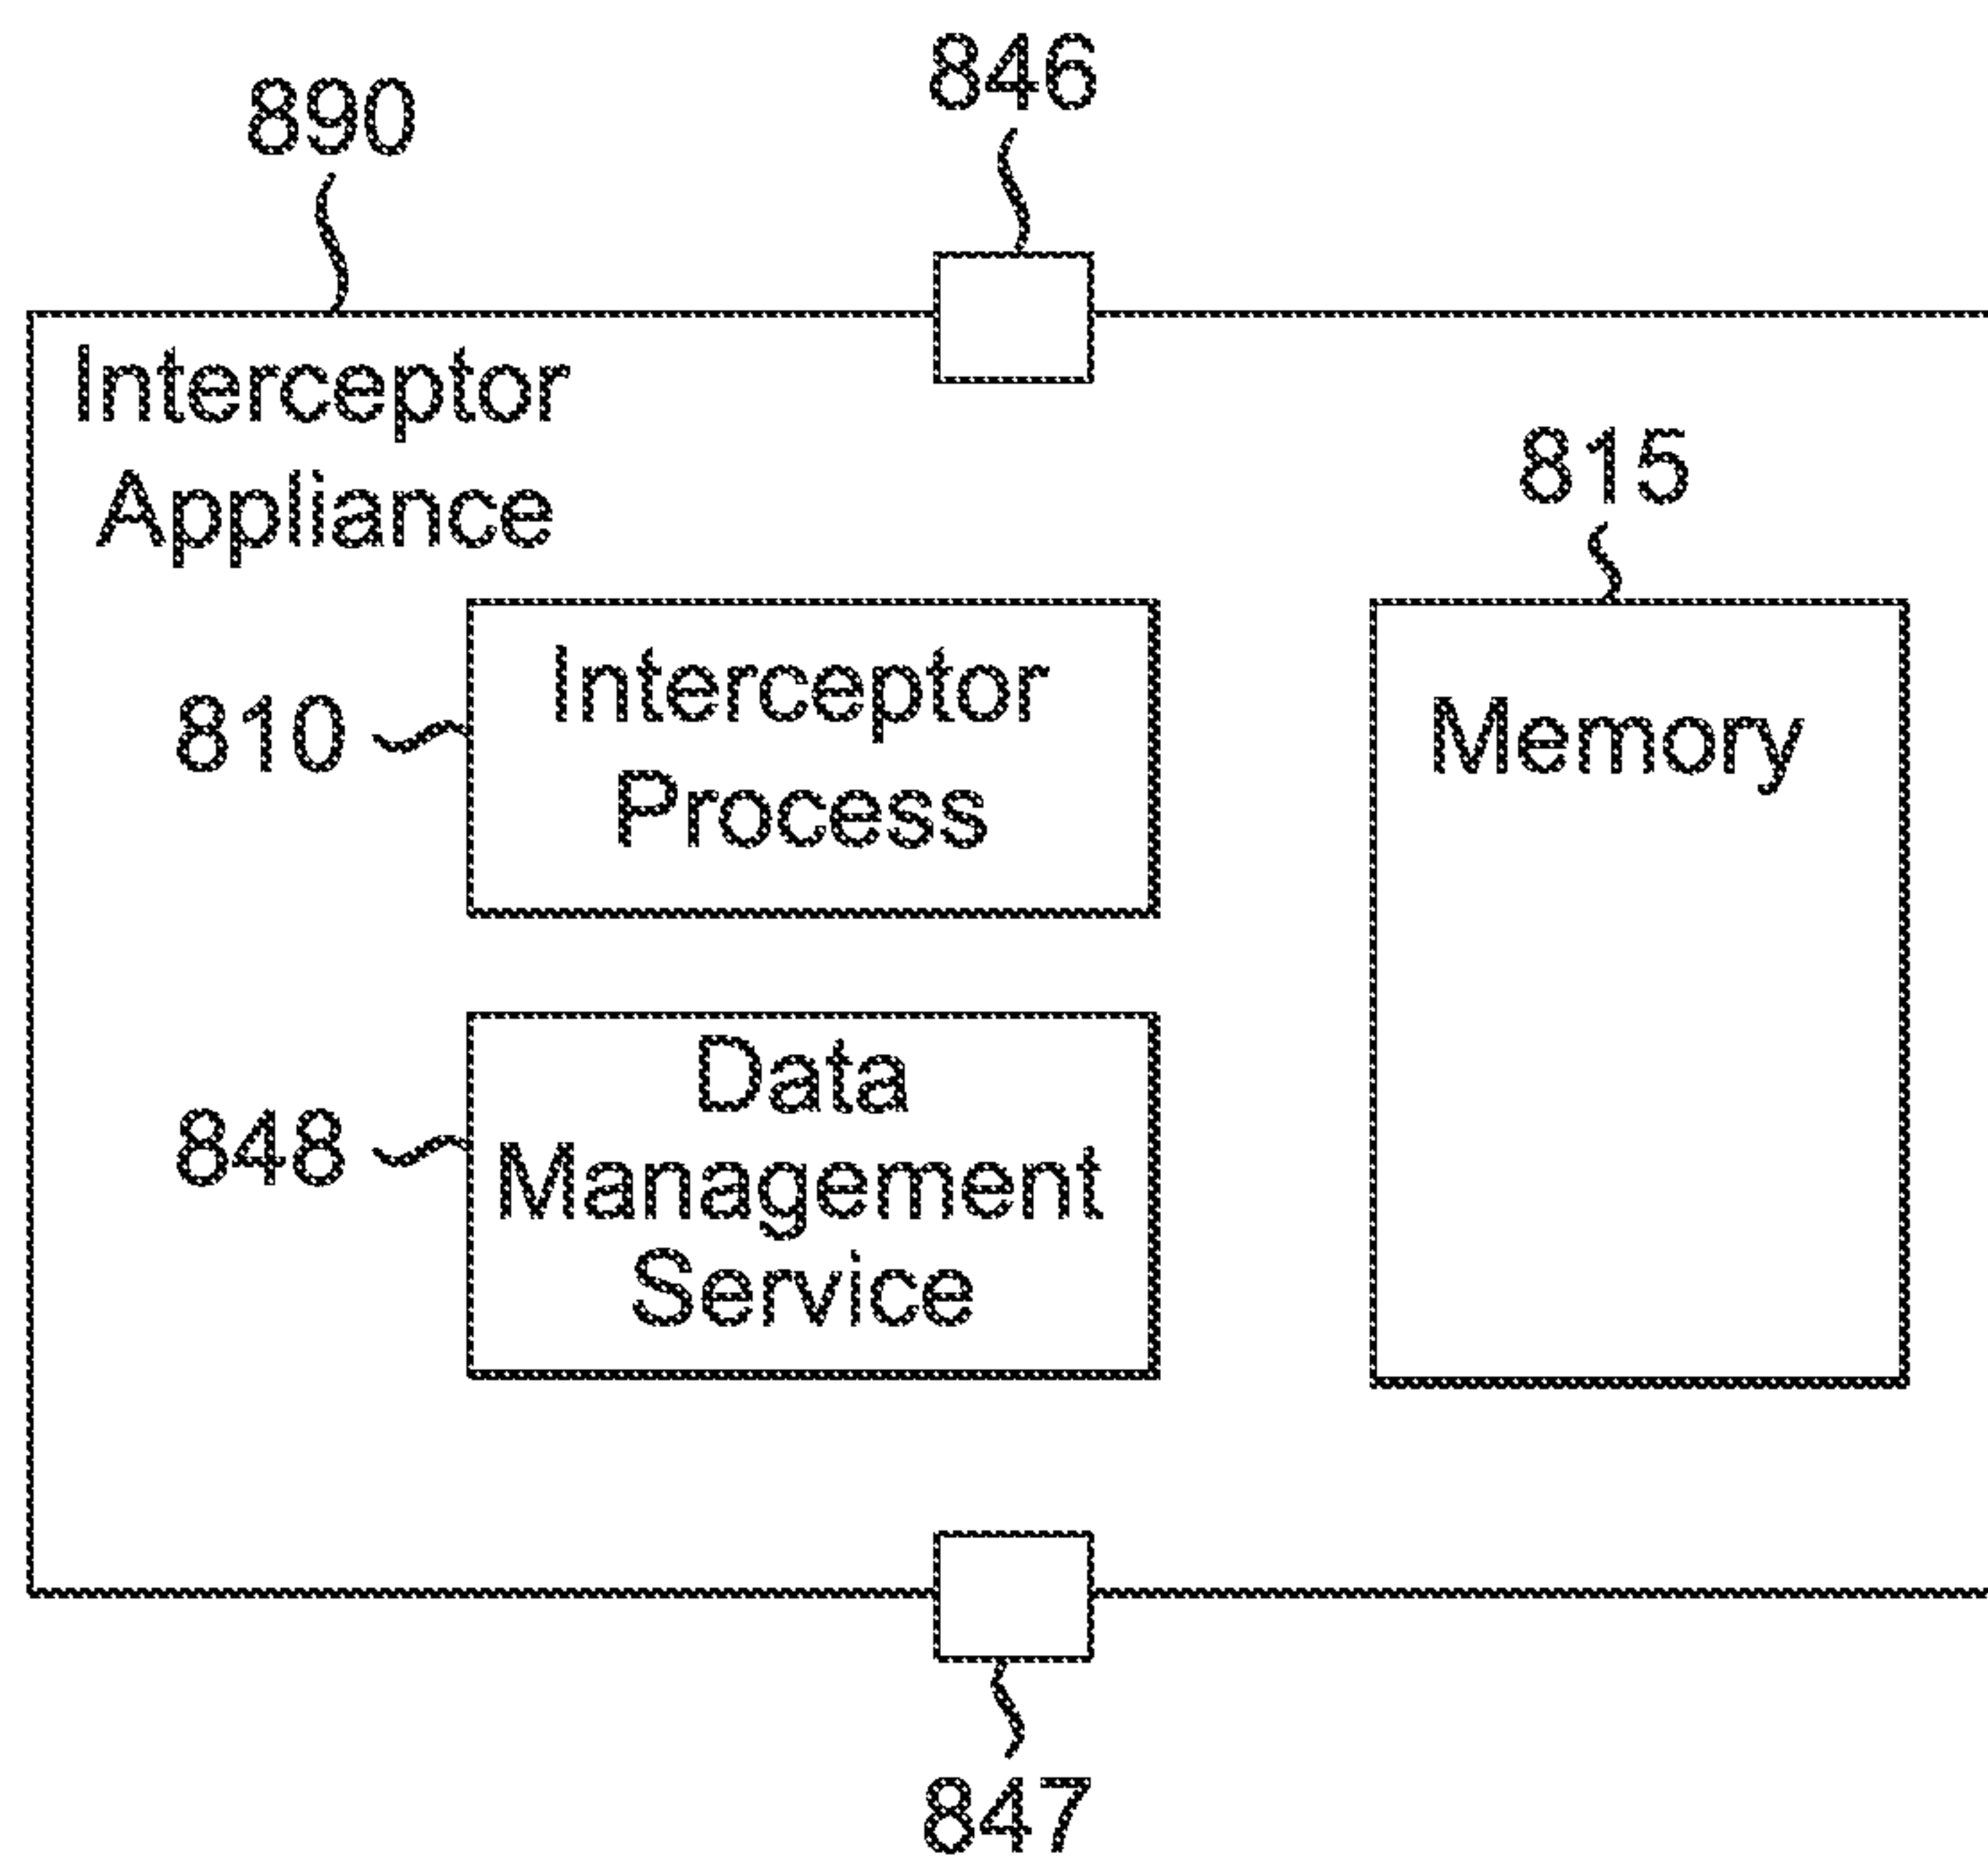 846
890
Interceptor
Appliance
815
Interceptor
Process
810
Memory
Data
Management
Service
848
847